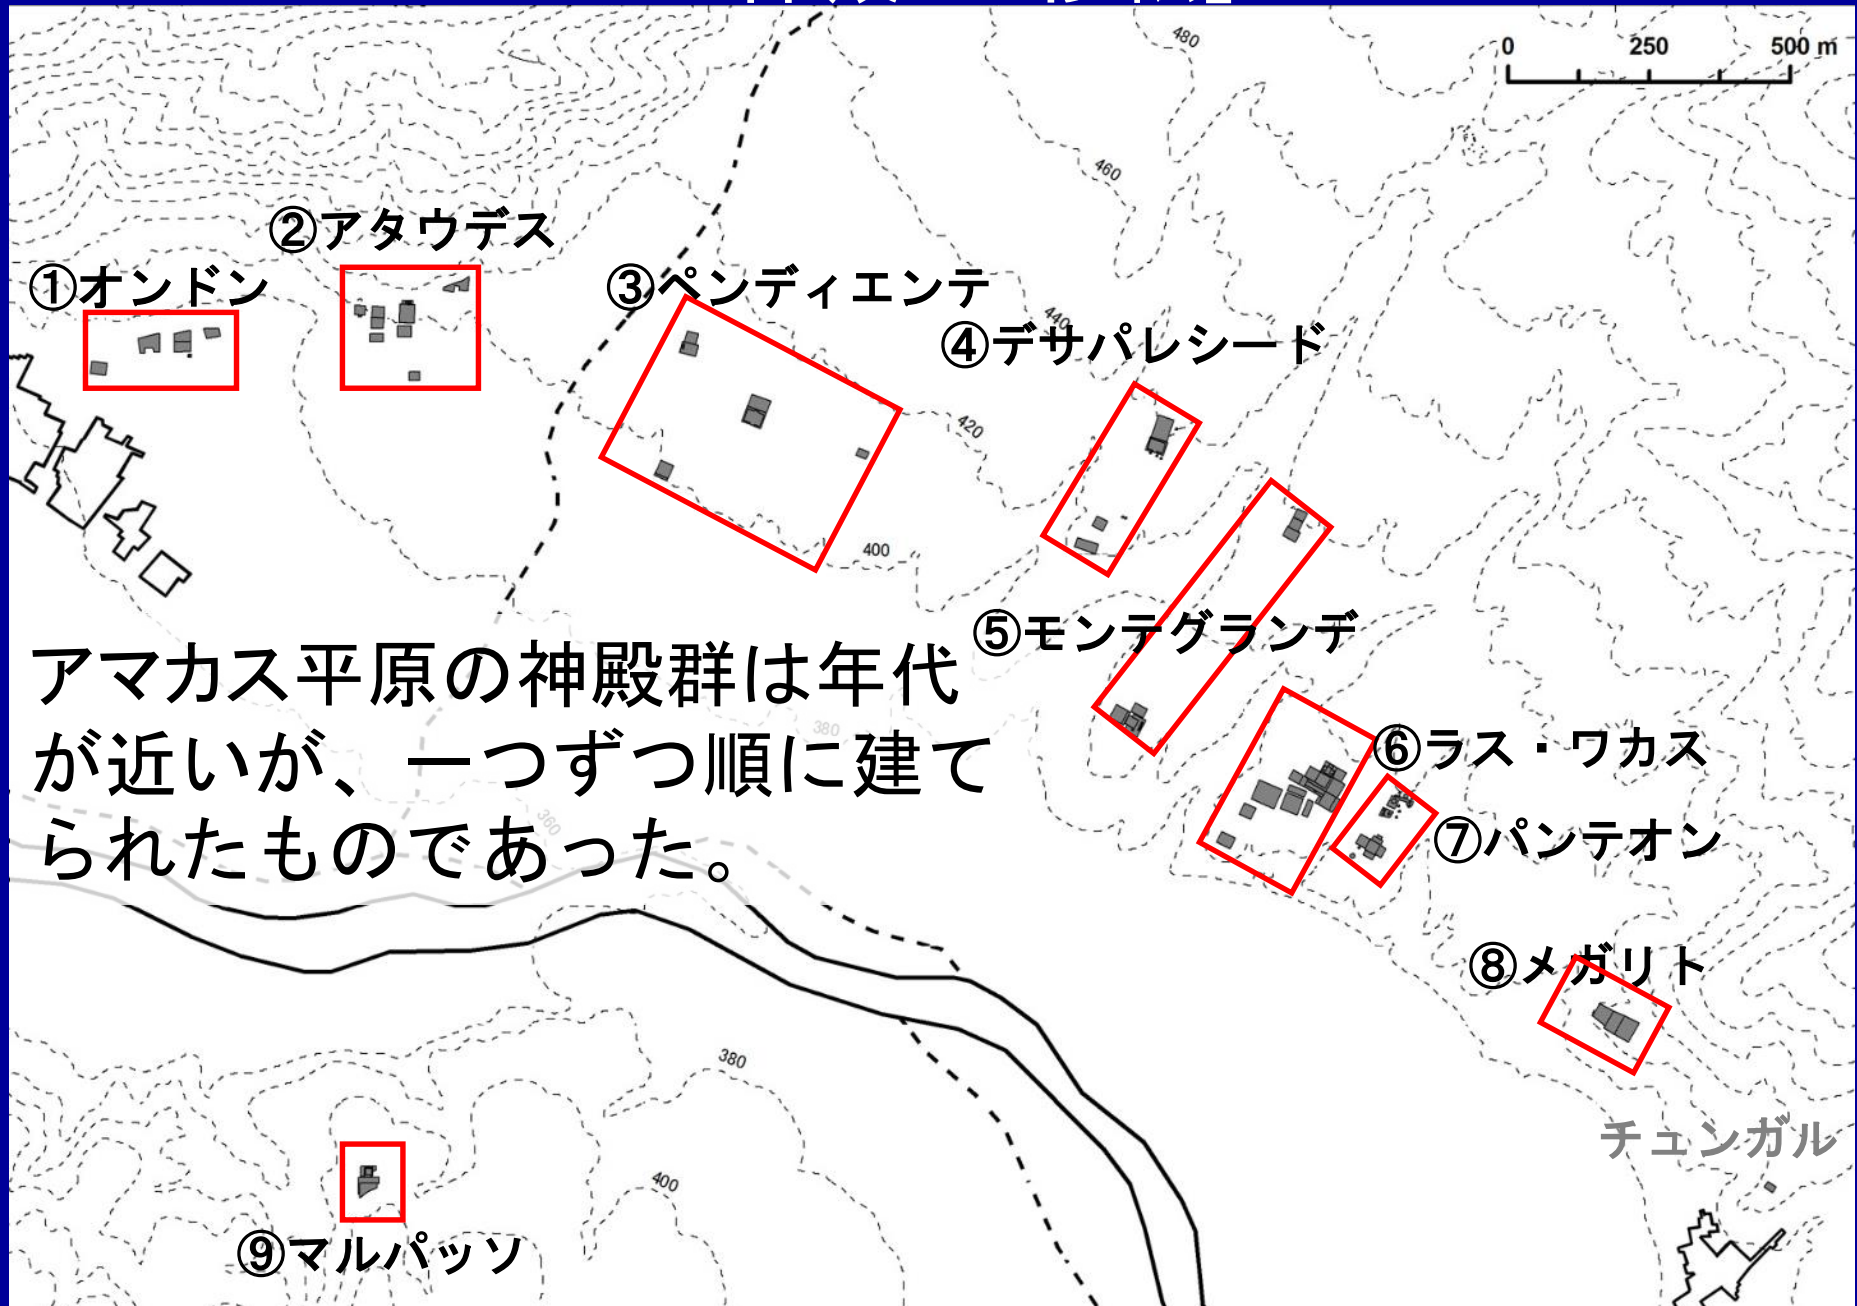 480
0 250 500 m
460
②アタウデス
①オンドン
③ペンディエンテ
440
④デサパレシード
420
400
⑤モンテグランデ
アマカス平原の神殿群は年代
が近いが、一つずつ順に建て
られたものであった。
380
360
⑥ラス・ワカス
⑦パンテオン
⑧メガリト
380
チュンガル
400
⑨マルパッソ